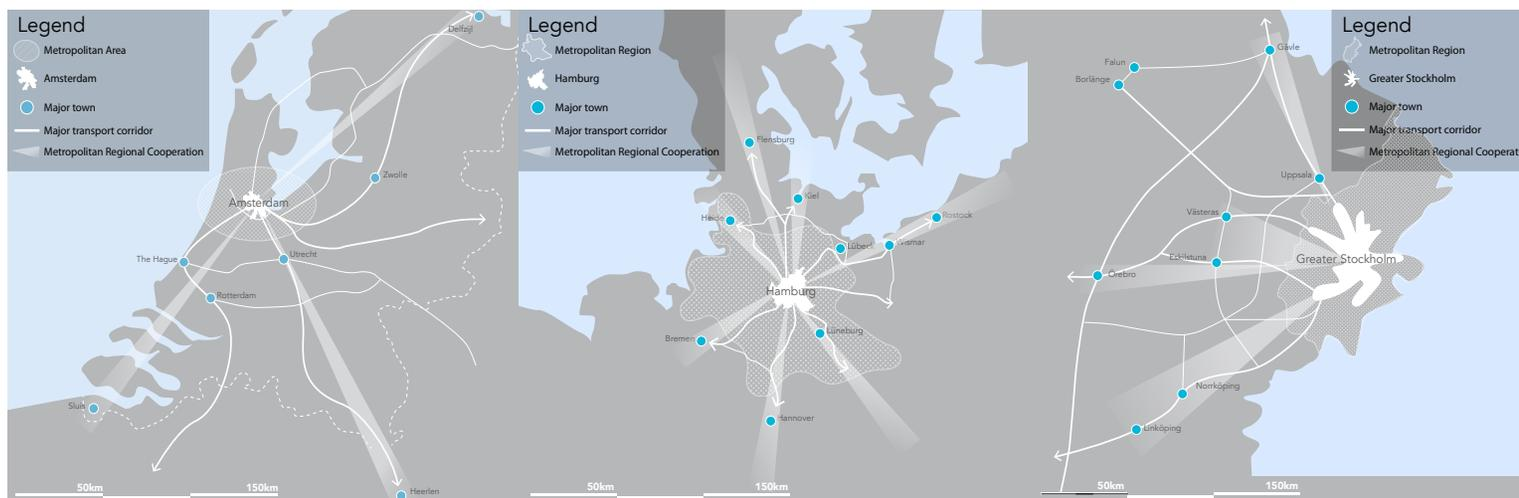 Legend
Metropolitan Area
Amsterdam
Major town
Major transport corridor
Metropolitan Regional Cooperation
Delfzijl
Zwolle
Amsterdam
The Hague
Utrecht
Rotterdam
Sluis
Heerlen
50km
150km
Legend
Metropolitan Region
Hamburg
Major town
Major transport corridor
Metropolitan Regional Cooperation
Flensburg
Kiel
Heide
Rostock
Lübeck
Wismar
Hamburg
Lüneburg
Bremen
Hannover
50km
150km
Legend
Metropolitan Region
Greater Stockholm
Major town
Major transport corridor
Metropolitan Regional Cooperat
Gävle
Falun
Borlänge
Uppsala
Västeras
Eskilstuna
Greater Stockholm
Örebro
Norrköping
Linköping
50km
150km